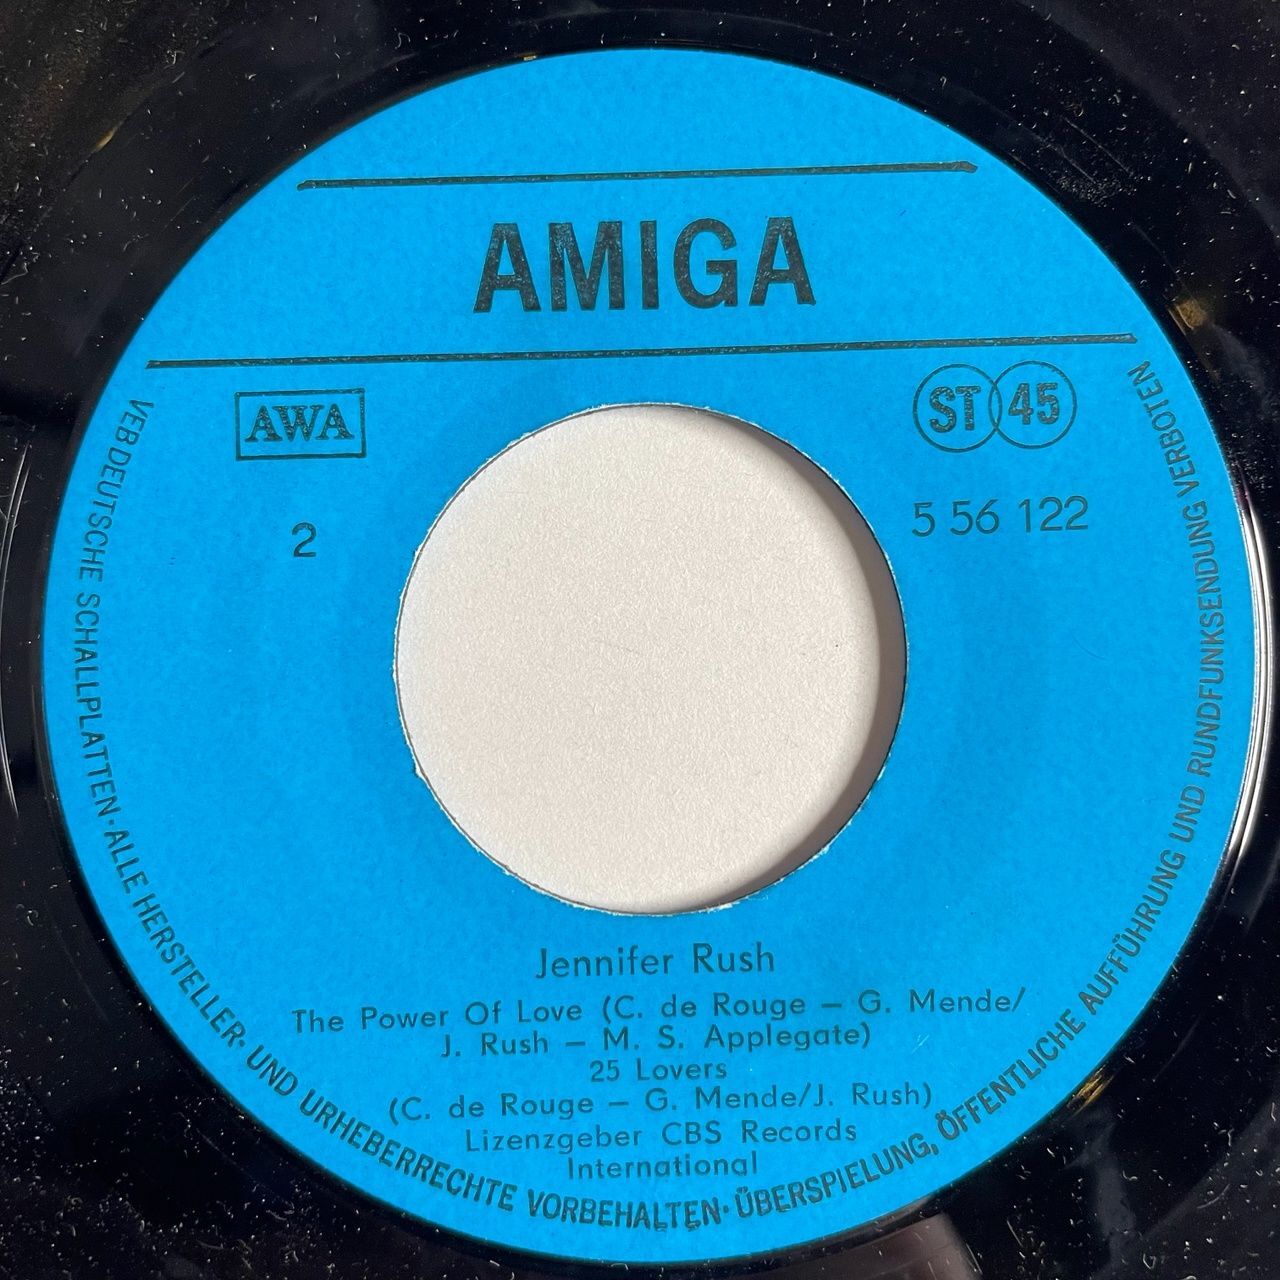 AMIGA
AWA
ST 45
2
5 56 122
Jennifer Rush
The Power Of Love (C. de Rouge – G. Mende/
J. Rush – M. S. Applegate)
25 Lovers
(C. de Rouge – G. Mende/J. Rush)
Lizenzgeber CBS Records
International
VEB DEUTSCHE SCHALLPLATTEN·ALLE HERSTELLER- UND URHEBERRECHTE VORBEHALTEN·ÜBERSPIELUNG, ÖFFENTLICHE AUFFÜHRUNG UND RUNDFUNKSENDUNG VERBOTEN